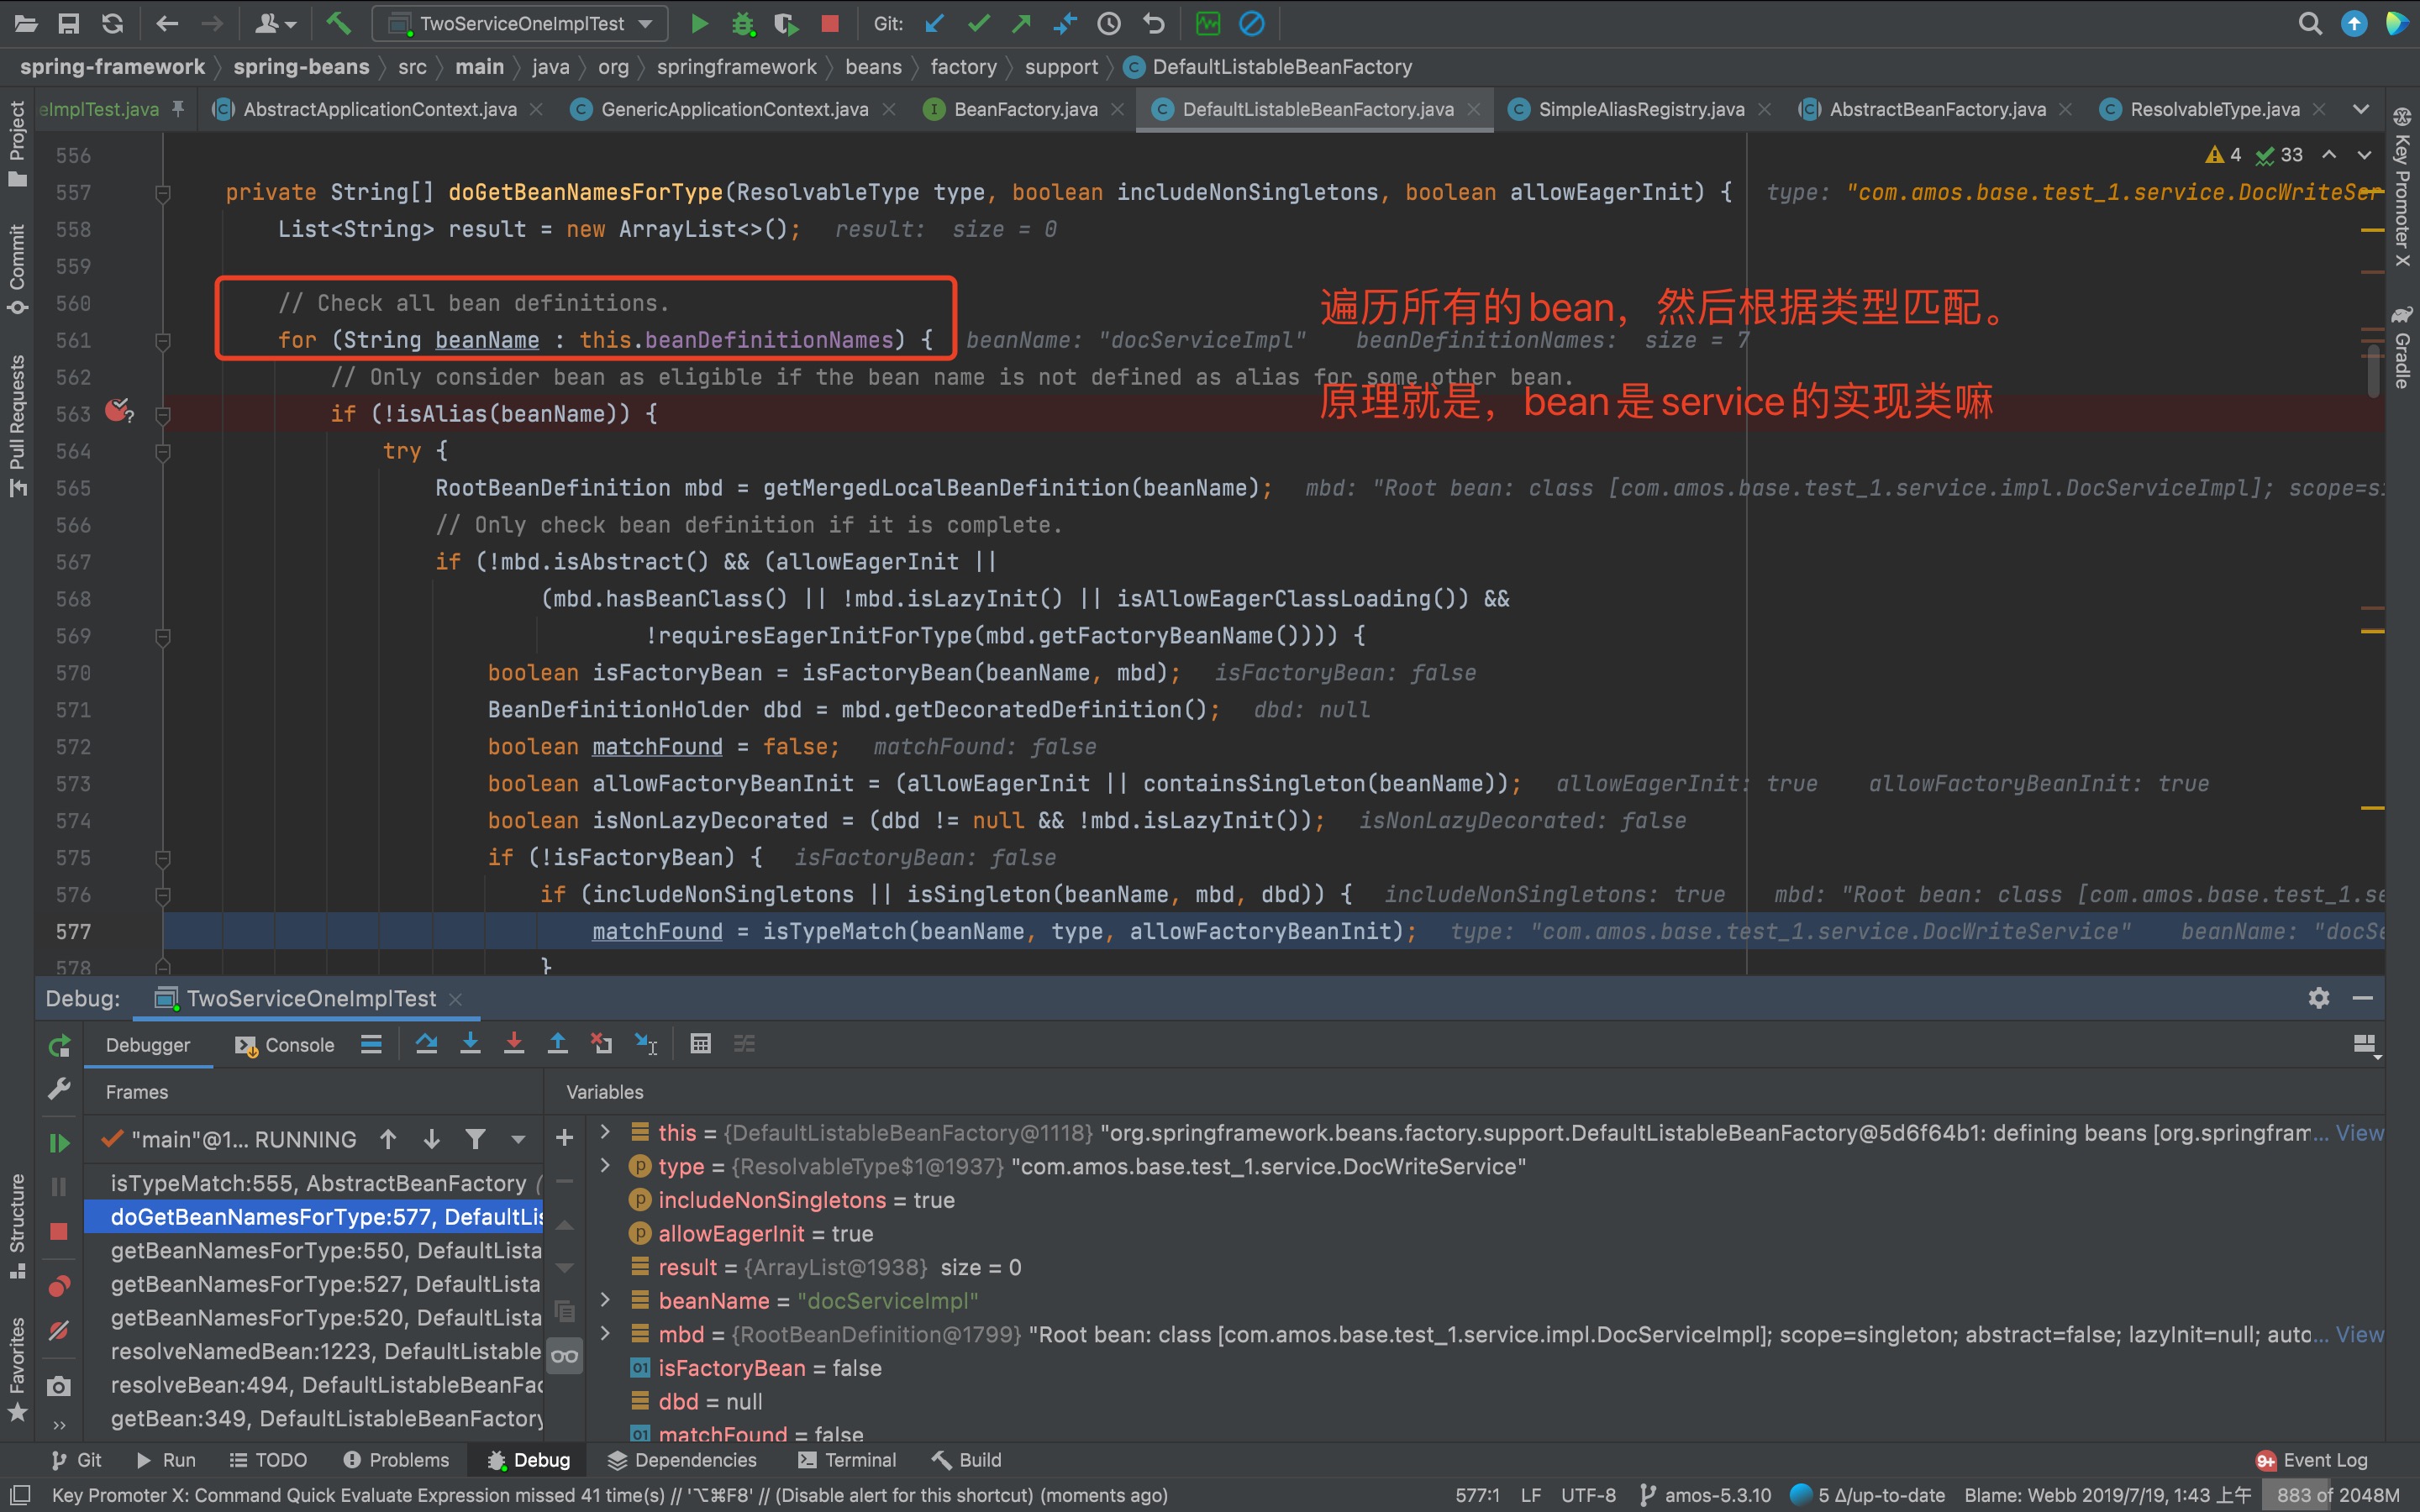 TwoServiceOneImplTest
Git:
spring-framework 〉 spring-beans 〉 src 〉 main 〉 java 〉 org 〉 springframework 〉 beans 〉 factory 〉 support 〉 DefaultListableBeanFactory
eImplTest.java AbstractApplicationContext.java GenericApplicationContext.java BeanFactory.java DefaultListableBeanFactory.java SimpleAliasRegistry.java AbstractBeanFactory.java ResolvableType.java
4 33
556
557 private String[] doGetBeanNamesForType(ResolvableType type, boolean includeNonSingletons, boolean allowEagerInit) { type: "com.amos.base.test_1.service.DocWriteSer
558 List<String> result = new ArrayList<>(); result: size = 0
559
560 // Check all bean definitions.
遍历所有的bean，然后根据类型匹配。
561 for (String beanName : this.beanDefinitionNames) { beanName: "docServiceImpl" beanDefinitionNames: size = 7
562 // Only consider bean as eligible if the bean name is not defined as alias for some other bean.
原理就是，bean是service的实现类嘛
563 if (!isAlias(beanName)) {
564 try {
565 RootBeanDefinition mbd = getMergedLocalBeanDefinition(beanName); mbd: "Root bean: class [com.amos.base.test_1.service.impl.DocServiceImpl]; scope=si
566 // Only check bean definition if it is complete.
567 if (!mbd.isAbstract() && (allowEagerInit ||
568 (mbd.hasBeanClass() || !mbd.isLazyInit() || isAllowEagerClassLoading()) &&
569 !requiresEagerInitForType(mbd.getFactoryBeanName()))) {
570 boolean isFactoryBean = isFactoryBean(beanName, mbd); isFactoryBean: false
571 BeanDefinitionHolder dbd = mbd.getDecoratedDefinition(); dbd: null
572 boolean matchFound = false; matchFound: false
573 boolean allowFactoryBeanInit = (allowEagerInit || containsSingleton(beanName)); allowEagerInit: true allowFactoryBeanInit: true
574 boolean isNonLazyDecorated = (dbd != null && !mbd.isLazyInit()); isNonLazyDecorated: false
575 if (!isFactoryBean) { isFactoryBean: false
576 if (includeNonSingletons || isSingleton(beanName, mbd, dbd)) { includeNonSingletons: true mbd: "Root bean: class [com.amos.base.test_1.se
577 matchFound = isTypeMatch(beanName, type, allowFactoryBeanInit); type: "com.amos.base.test_1.service.DocWriteService" beanName: "docSe
578 }
Project
Commit
Pull Requests
Structure
Favorites
Key Promoter X
Gradle
Debug: TwoServiceOneImplTest
Debugger Console
Frames Variables
"main"@1... RUNNING
isTypeMatch:555, AbstractBeanFactory (
doGetBeanNamesForType:577, DefaultLis
getBeanNamesForType:550, DefaultLista
getBeanNamesForType:527, DefaultLista
getBeanNamesForType:520, DefaultLista
resolveNamedBean:1223, DefaultListable
resolveBean:494, DefaultListableBeanFac
getBean:349, DefaultListableBeanFactory
this = {DefaultListableBeanFactory@1118} "org.springframework.beans.factory.support.DefaultListableBeanFactory@5d6f64b1: defining beans [org.springfram... View
type = {ResolvableType$1@1937} "com.amos.base.test_1.service.DocWriteService"
includeNonSingletons = true
allowEagerInit = true
result = {ArrayList@1938} size = 0
beanName = "docServiceImpl"
mbd = {RootBeanDefinition@1799} "Root bean: class [com.amos.base.test_1.service.impl.DocServiceImpl]; scope=singleton; abstract=false; lazyInit=null; auto... View
isFactoryBean = false
dbd = null
matchFound = false
Git Run TODO Problems Debug Dependencies Terminal Build 9+ Event Log
Key Promoter X: Command Quick Evaluate Expression missed 41 time(s) // '⌥⌘F8' // (Disable alert for this shortcut) (moments ago) 577:1 LF UTF-8 amos-5.3.10 5 Δ/up-to-date Blame: Webb 2019/7/19, 1:43 上午 883 of 2048M